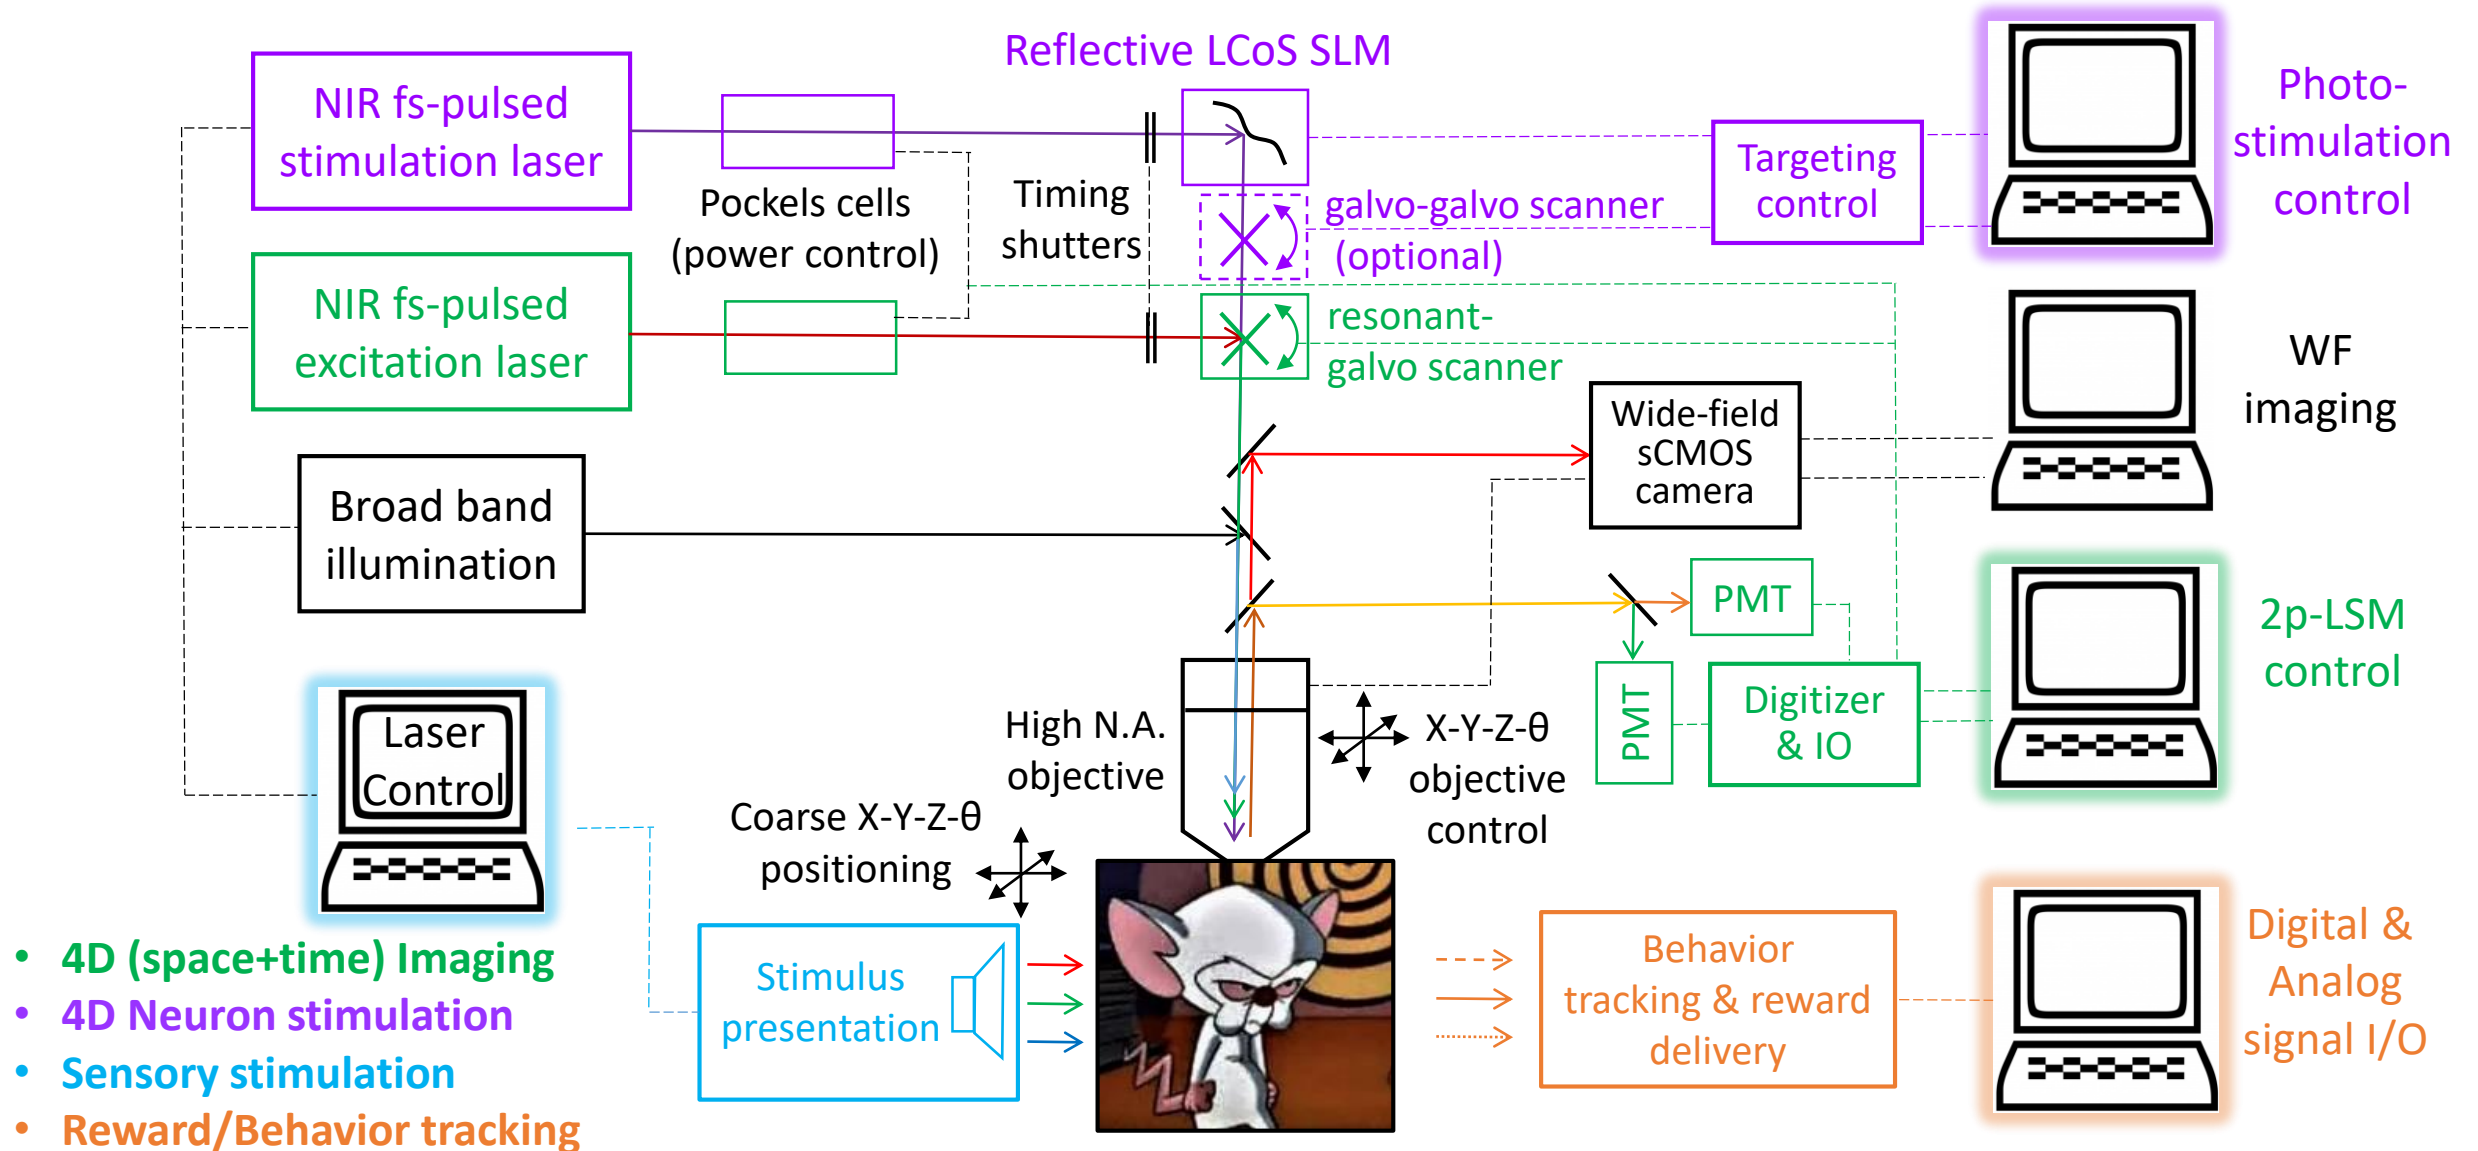 Reflective LCoS SLM
NIR fs-pulsed
stimulation laser
Photo-
stimulation
control
Targeting
control
Pockels cells
(power control)
Timing
shutters
galvo-galvo scanner
(optional)
NIR fs-pulsed
excitation laser
resonant-
galvo scanner
WF
imaging
Wide-field
sCMOS
camera
Broad band
illumination
PMT
PMT
2p-LSM
control
Digitizer
& IO
Laser
Control
High N.A.
objective
X-Y-Z-θ
objective
control
Coarse X-Y-Z-θ
positioning
Stimulus
presentation
Behavior
tracking & reward
delivery
Digital &
Analog
signal I/O
• 4D (space+time) Imaging
• 4D Neuron stimulation
• Sensory stimulation
• Reward/Behavior tracking